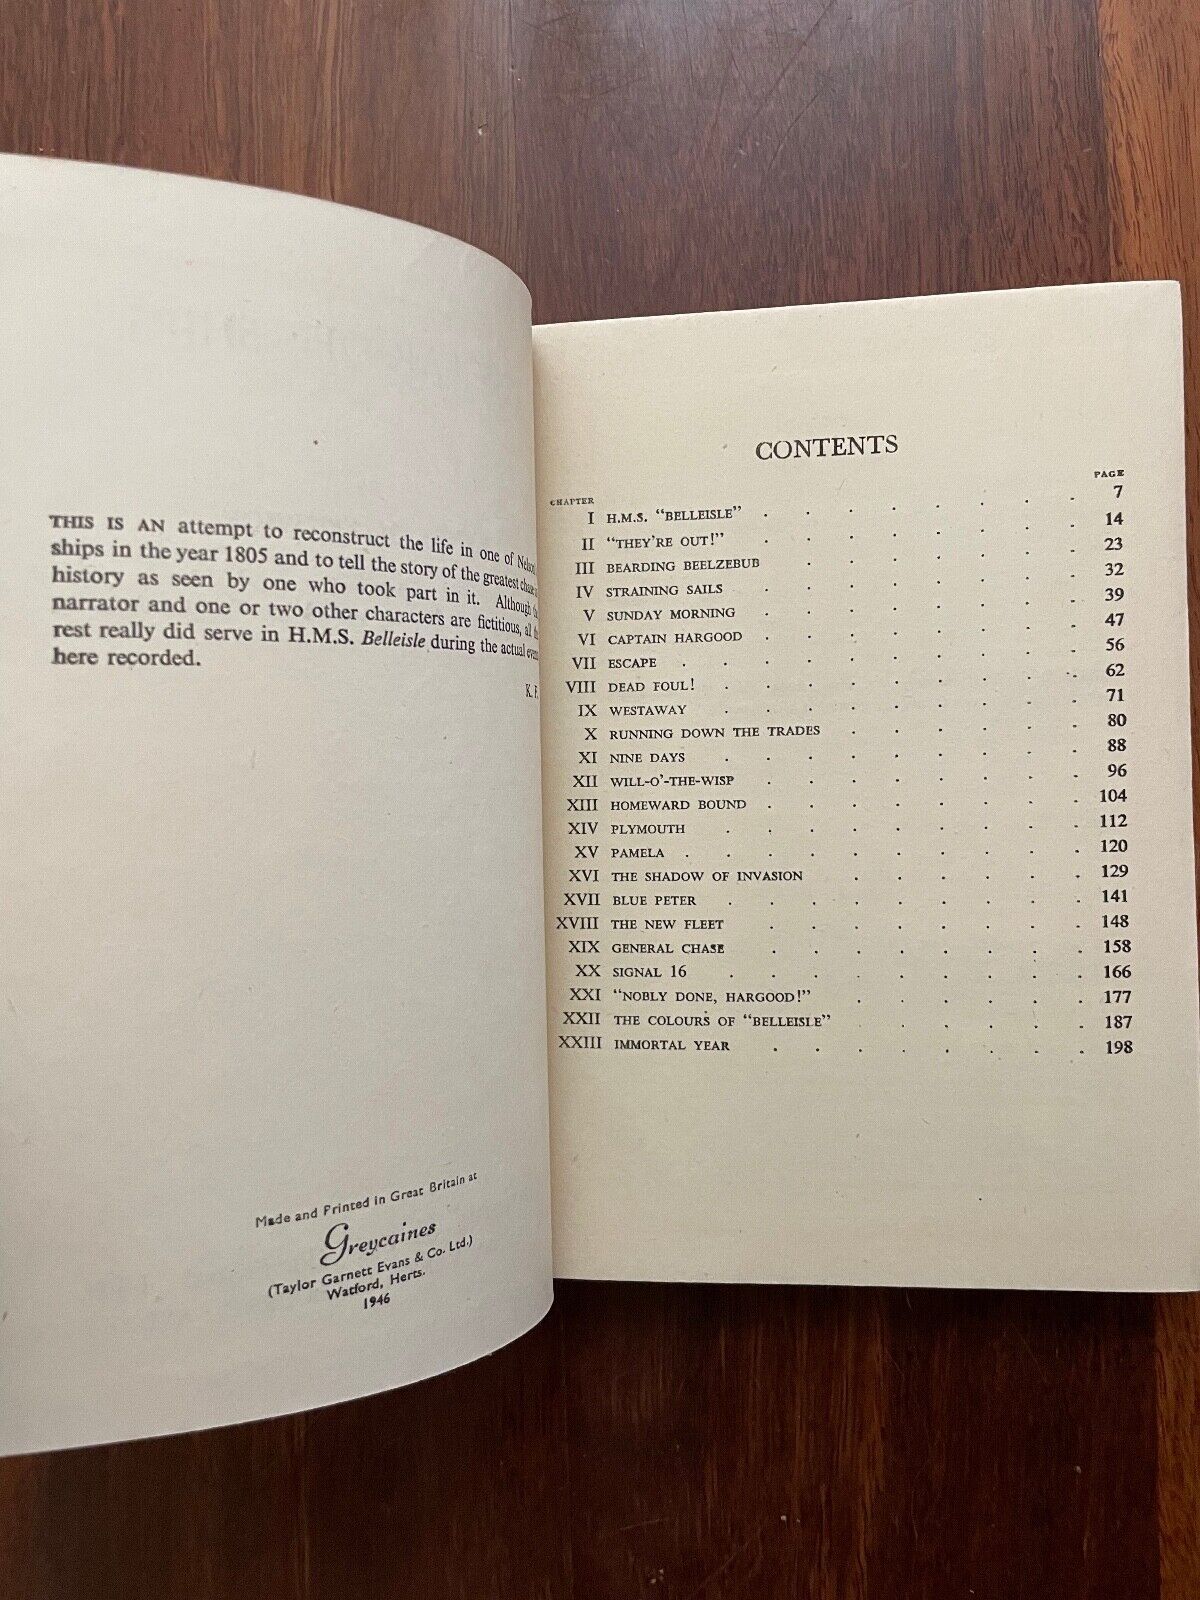 THIS IS AN attempt to reconstruct the life in one of
ships in the year 1805 and to tell the story of the greatest
history as seen by one who took part in it. Although
narrator and one or two other characters are fictitious, all
rest really did serve in H.M.S. Belleisle during the actual
here recorded.
K. F.
Made and Printed in Great Britain at
Greycaines
(Taylor Garnett Evans & Co. Ltd.)
Watford, Herts.
1946
CONTENTS
CHAPTER PAGE
I H.M.S. "BELLEISLE" 7
II "THEY'RE OUT!" 14
III BEARDING BEELZEBUB 23
IV STRAINING SAILS 32
V SUNDAY MORNING 39
VI CAPTAIN HARGOOD 47
VII ESCAPE 56
VIII DEAD FOUL! 62
IX WESTAWAY 71
X RUNNING DOWN THE TRADES 80
XI NINE DAYS 88
XII WILL-O'-THE-WISP 96
XIII HOMEWARD BOUND 104
XIV PLYMOUTH 112
XV PAMELA 120
XVI THE SHADOW OF INVASION 129
XVII BLUE PETER 141
XVIII THE NEW FLEET 148
XIX GENERAL CHASE 158
XX SIGNAL 16 166
XXI "NOBLY DONE, HARGOOD!" 177
XXII THE COLOURS OF "BELLEISLE" 187
XXIII IMMORTAL YEAR 198